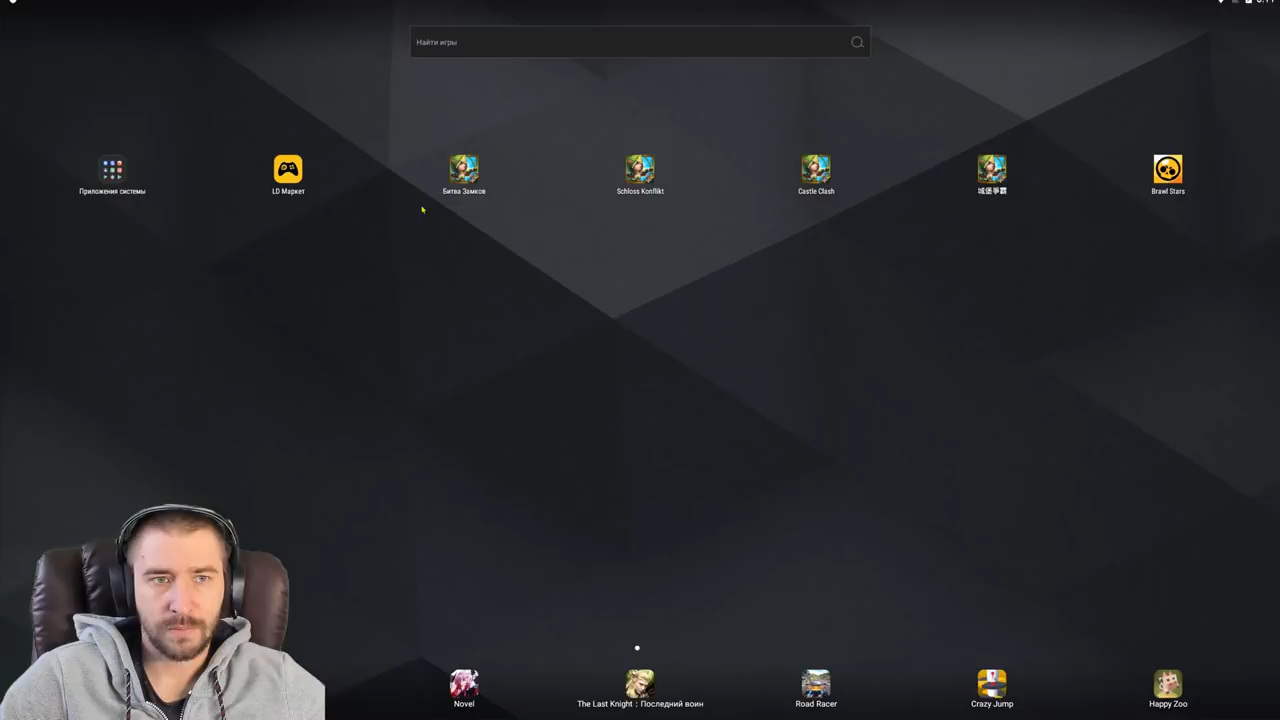 Найти игры
Приложения системы
LD Маркет
Битва Замков
Schloss Konflikt
Castle Clash
城堡爭霸
Brawl Stars
Novel
The Last Knight : Последний воин
Road Racer
Crazy Jump
Happy Zoo